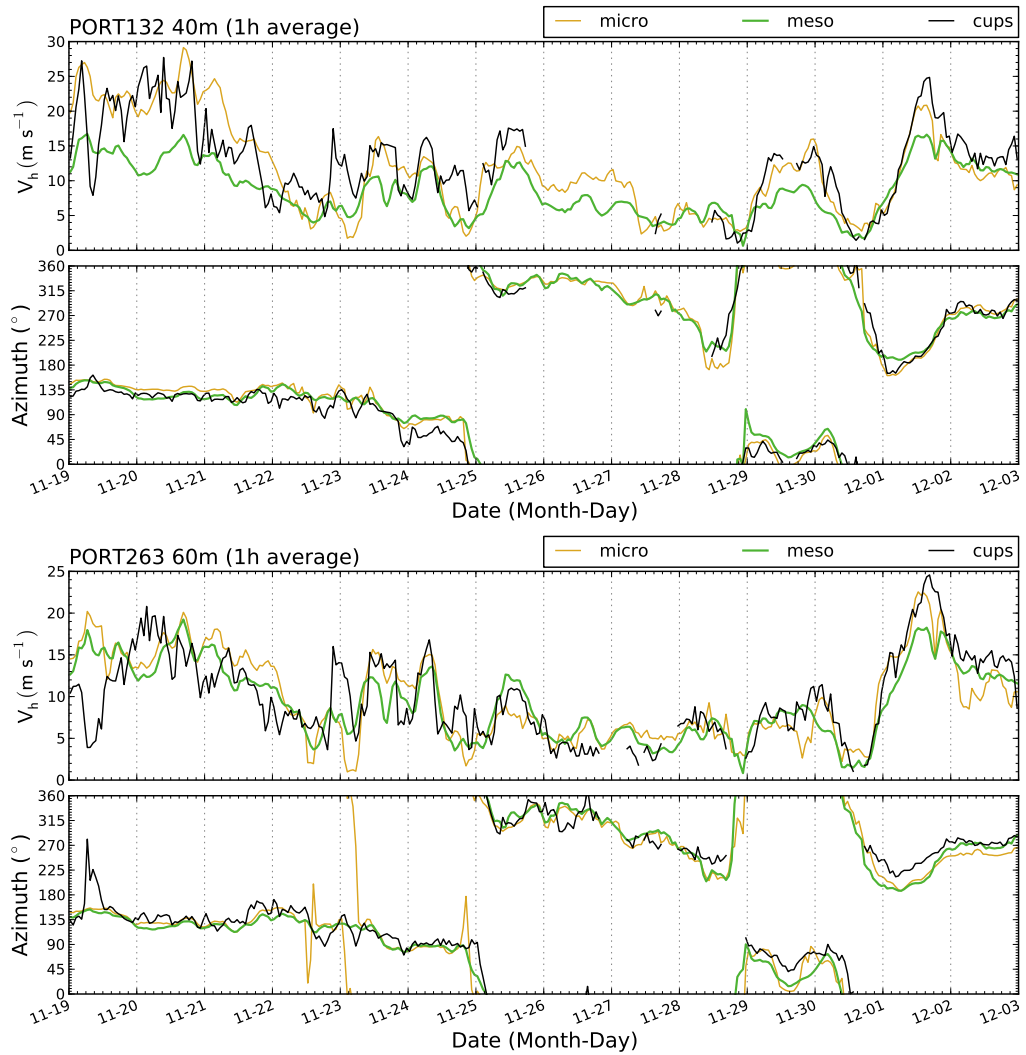 PORT132 40m (1h average)
micro meso cups
V_h (m s⁻¹)
30
25
20
15
10
5
0
Azimuth (°)
360
315
270
225
180
135
90
45
0
11-19 11-20 11-21 11-22 11-23 11-24 11-25 11-26 11-27 11-28 11-29 11-30 12-01 12-02 12-03
Date (Month-Day)
PORT263 60m (1h average)
micro meso cups
V_h (m s⁻¹)
25
20
15
10
5
0
Azimuth (°)
360
315
270
225
180
135
90
45
0
11-19 11-20 11-21 11-22 11-23 11-24 11-25 11-26 11-27 11-28 11-29 11-30 12-01 12-02 12-03
Date (Month-Day)